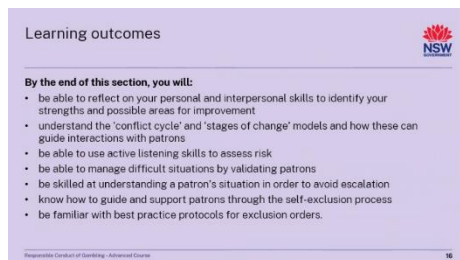 Learning outcomes
NSW
GOVERNMENT
By the end of this section, you will:
• be able to reflect on your personal and interpersonal skills to identify your
strengths and possible areas for improvement
• understand the 'conflict cycle' and 'stages of change' models and how these can
guide interactions with patrons
• be able to use active listening skills to assess risk
• be able to manage difficult situations by validating patrons
• be skilled at understanding a patron's situation in order to avoid escalation
• know how to guide and support patrons through the self-exclusion process
• be familiar with best practice protocols for exclusion orders.
Responsible Conduct of Gambling - Advanced Course
16